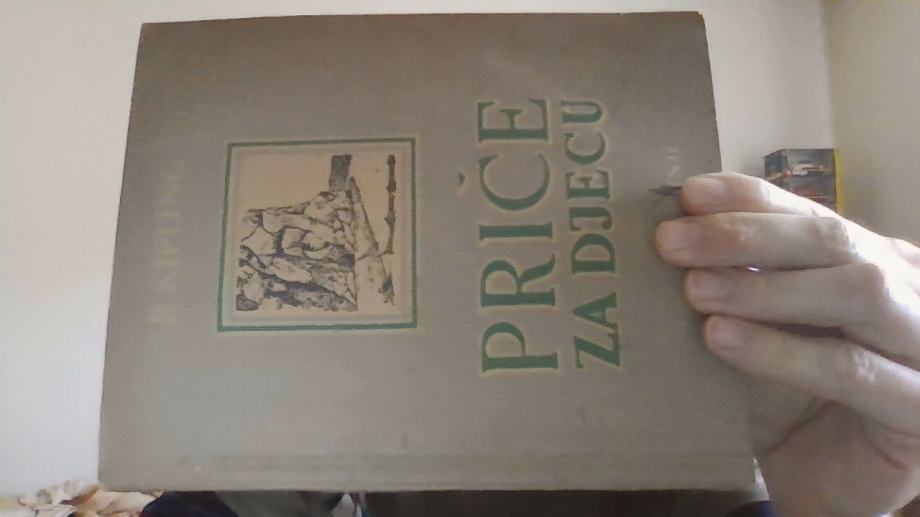 R. KIPLING
PRIČE
ZA DJECU